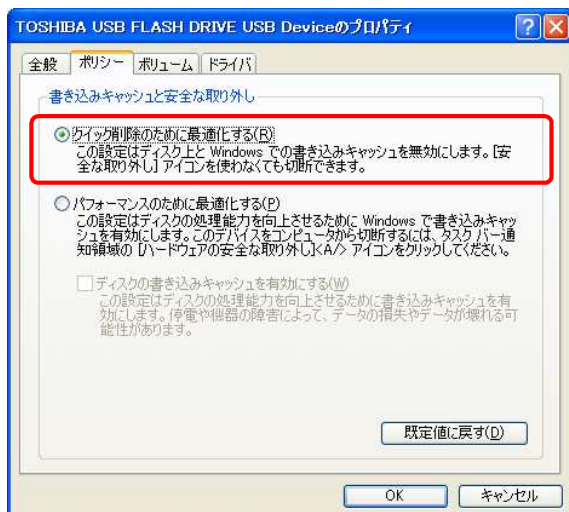 TOSHIBA USB FLASH DRIVE USB Deviceのプロパティ
全般 ポリシー ボリューム ドライバ
書き込みキャッシュと安全な取り外し
クイック削除のために最適化する(R)
この設定はディスク上と Windows での書き込みキャッシュを無効にします。[安
全な取り外し] アイコンを使わなくても切断できます。
パフォーマンスのために最適化する(P)
この設定はディスクの処理能力を向上させるために Windows で書き込みキャッ
シュを有効にします。このデバイスをコンピュータから切断するには、タスク バー通
知領域の [ハードウェアの安全な取り外し]<A/> アイコンをクリックしてください。
ディスクの書き込みキャッシュを有効にする(W)
この設定はディスクの処理能力を向上させるために書き込みキャッシュを有
効にします。停電や機器の障害によって、データの損失やデータが壊れる可
能性があります。
既定値に戻す(D)
OK キャンセル